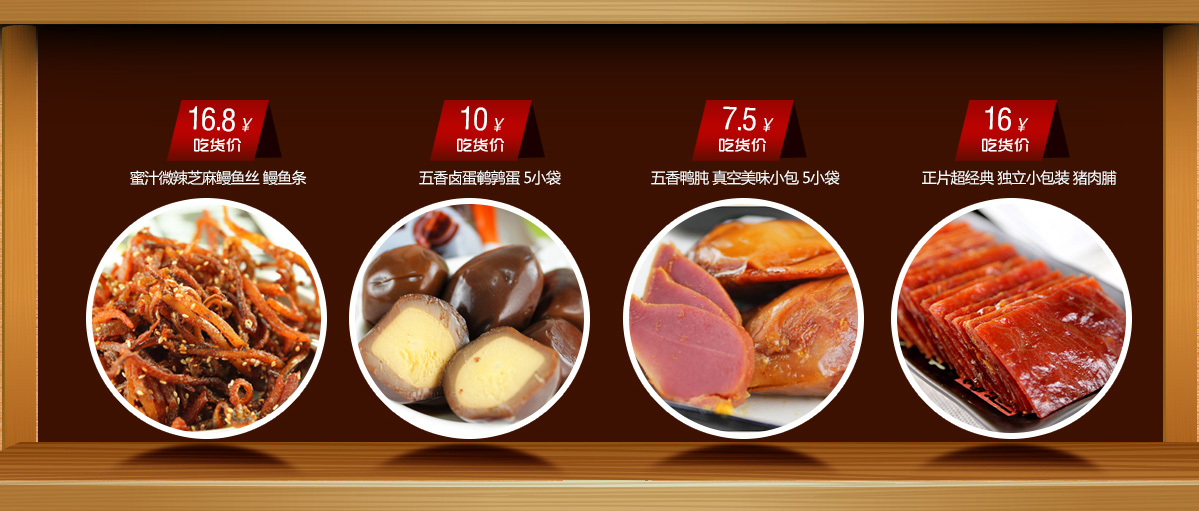 16.8 ¥
吃货价
蜜汁微辣芝麻鳗鱼丝 鳗鱼条
10 ¥
吃货价
五香卤蛋鹌鹑蛋 5小袋
7.5 ¥
吃货价
五香鸭肫 真空美味小包 5小袋
16 ¥
吃货价
正片超经典 独立小包装 猪肉脯